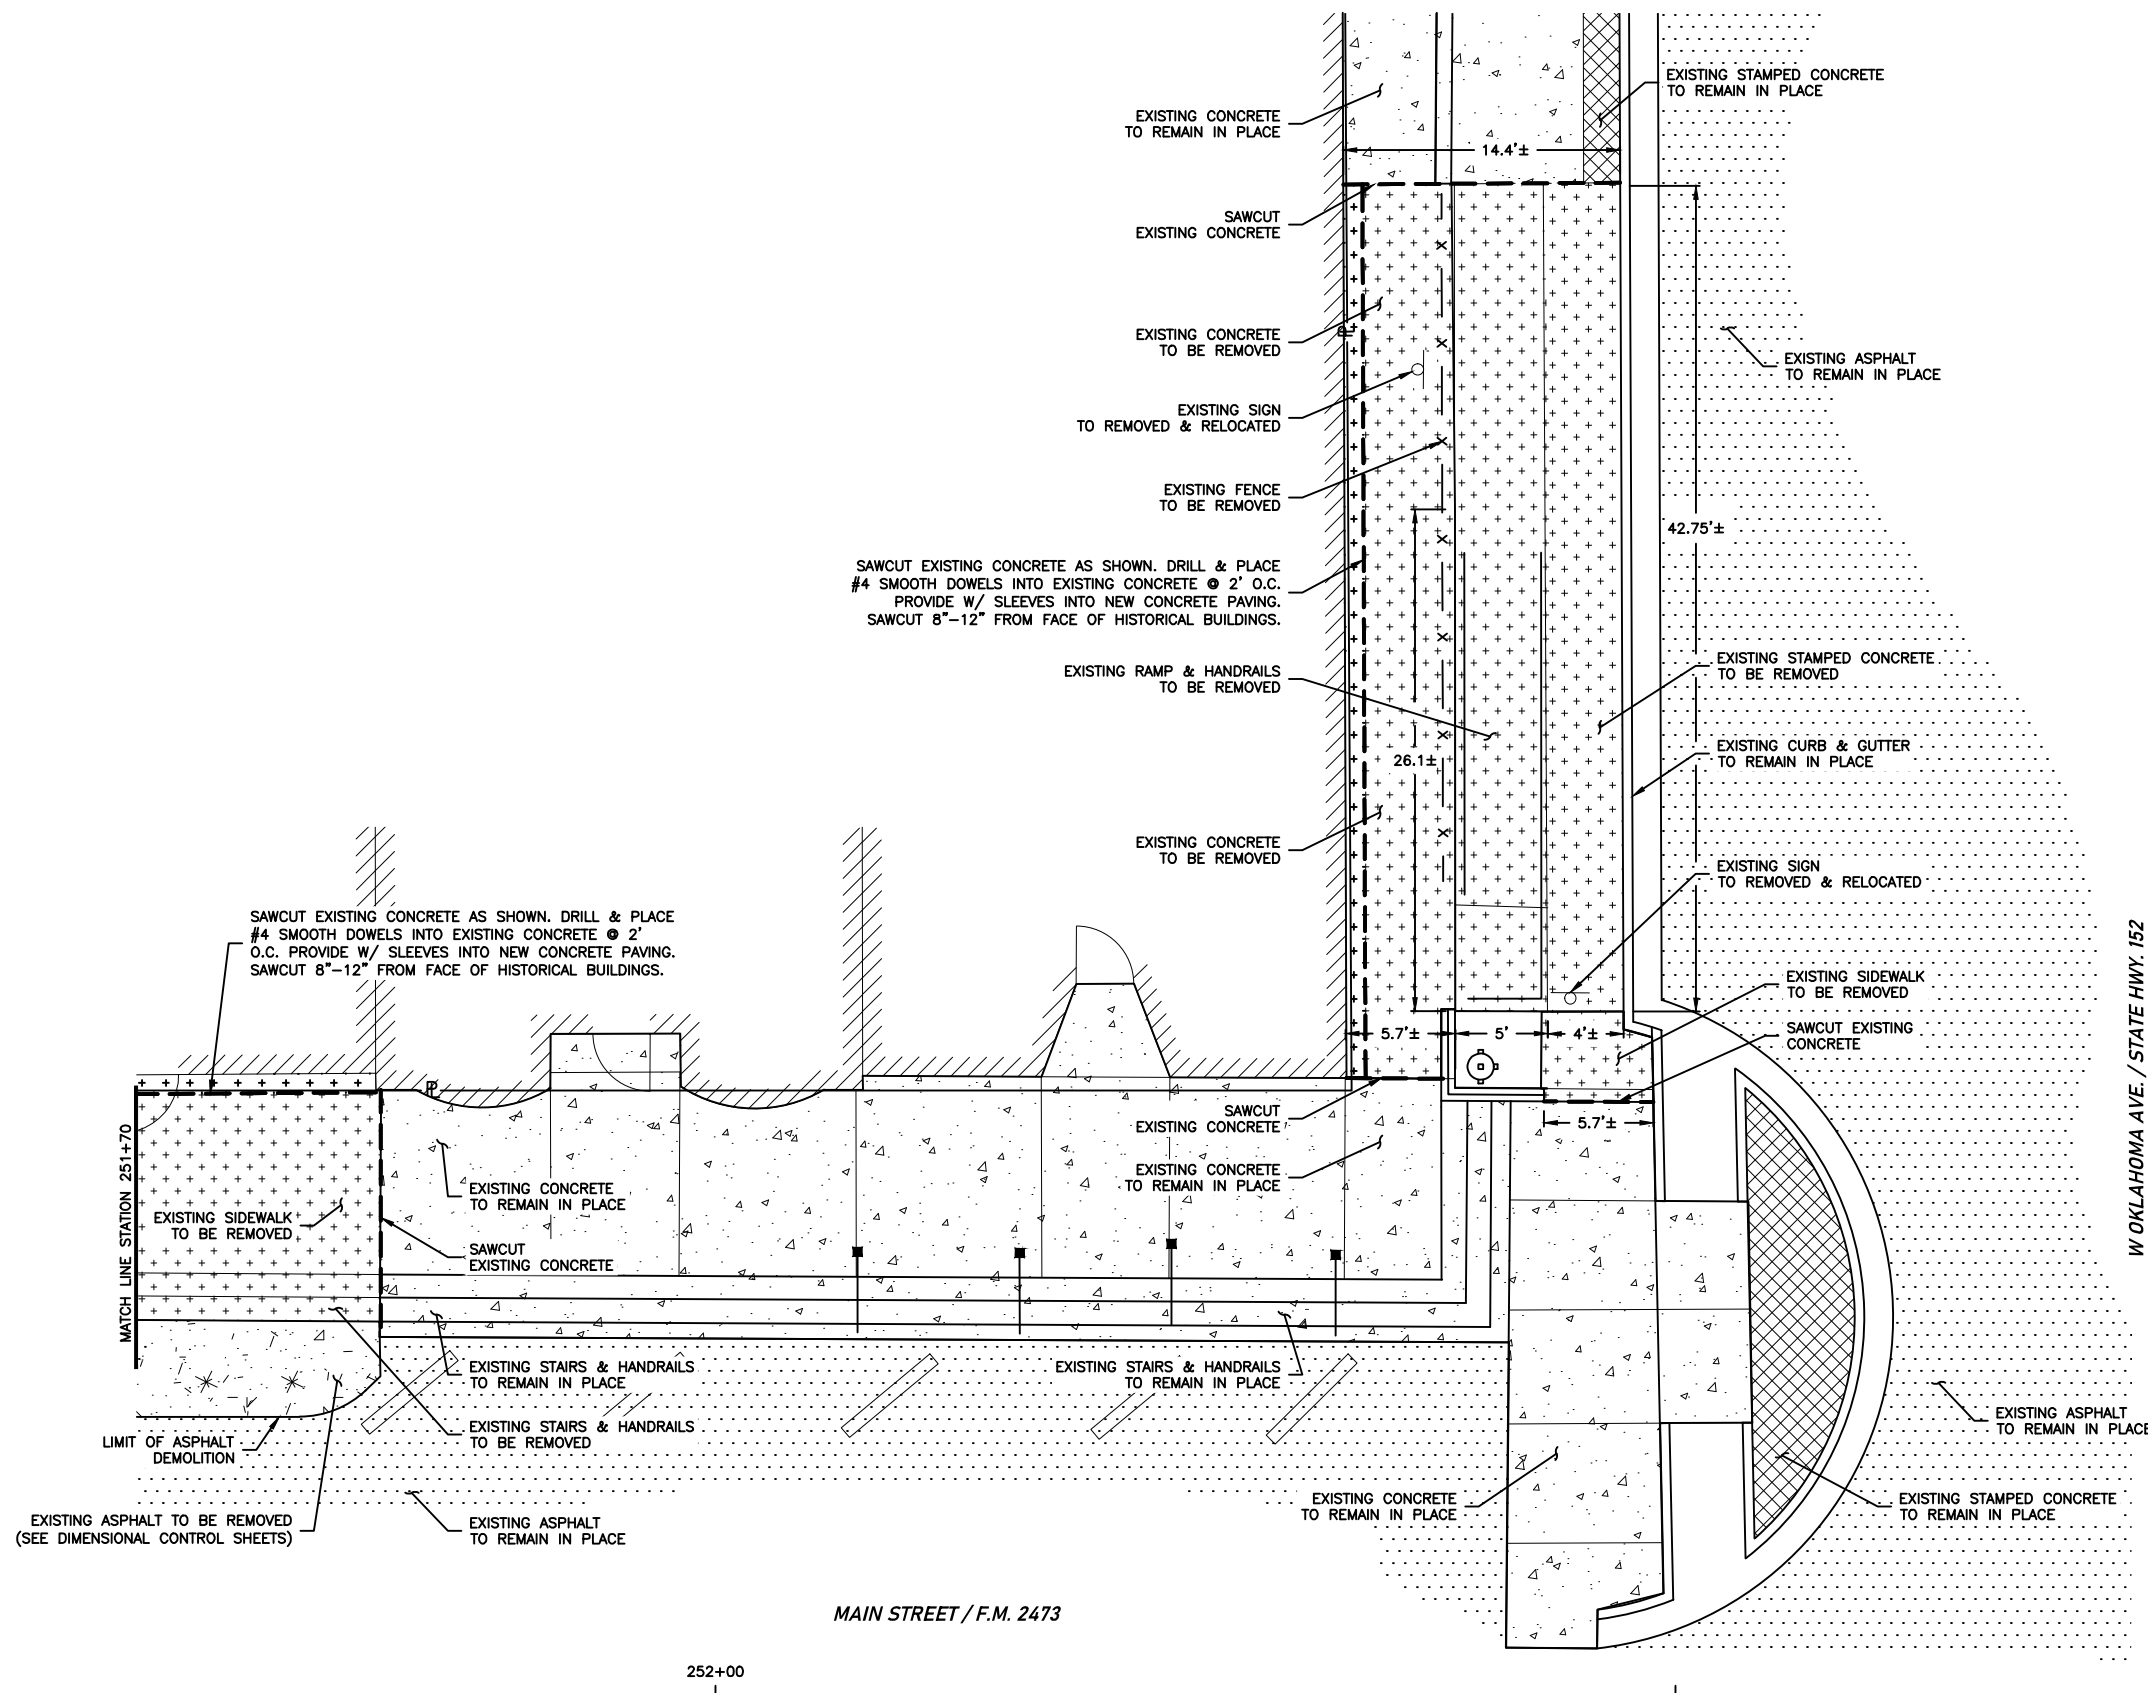 EXISTING STAMPED CONCRETE
TO REMAIN IN PLACE
EXISTING CONCRETE
TO REMAIN IN PLACE
14.4'±
SAWCUT
EXISTING CONCRETE
EXISTING CONCRETE
TO BE REMOVED
EXISTING ASPHALT
TO REMAIN IN PLACE
EXISTING SIGN
TO REMOVED & RELOCATED
EXISTING FENCE
TO BE REMOVED
42.75'±
SAWCUT EXISTING CONCRETE AS SHOWN. DRILL & PLACE
#4 SMOOTH DOWELS INTO EXISTING CONCRETE @ 2' O.C.
PROVIDE W/ SLEEVES INTO NEW CONCRETE PAVING.
SAWCUT 8"-12" FROM FACE OF HISTORICAL BUILDINGS.
EXISTING RAMP & HANDRAILS
TO BE REMOVED
EXISTING STAMPED CONCRETE
TO BE REMOVED
26.1±
EXISTING CURB & GUTTER
TO REMAIN IN PLACE
EXISTING CONCRETE
TO BE REMOVED
EXISTING SIGN
TO REMOVED & RELOCATED
SAWCUT EXISTING CONCRETE AS SHOWN. DRILL & PLACE
#4 SMOOTH DOWELS INTO EXISTING CONCRETE @ 2'
O.C. PROVIDE W/ SLEEVES INTO NEW CONCRETE PAVING.
SAWCUT 8"-12" FROM FACE OF HISTORICAL BUILDINGS.
W OKLAHOMA AVE. / STATE HWY. 152
EXISTING SIDEWALK
TO BE REMOVED
5.7'±
5'
4'±
SAWCUT EXISTING
CONCRETE
SAWCUT
EXISTING CONCRETE
5.7'±
MATCH LINE STATION 251+70
EXISTING CONCRETE
TO REMAIN IN PLACE
EXISTING CONCRETE
TO REMAIN IN PLACE
EXISTING SIDEWALK
TO BE REMOVED
SAWCUT
EXISTING CONCRETE
EXISTING STAIRS & HANDRAILS
TO REMAIN IN PLACE
EXISTING STAIRS & HANDRAILS
TO REMAIN IN PLACE
EXISTING STAIRS & HANDRAILS
TO BE REMOVED
LIMIT OF ASPHALT
DEMOLITION
EXISTING ASPHALT
TO REMAIN IN PLACE
EXISTING ASPHALT TO BE REMOVED
(SEE DIMENSIONAL CONTROL SHEETS)
EXISTING ASPHALT
TO REMAIN IN PLACE
EXISTING CONCRETE
TO REMAIN IN PLACE
EXISTING STAMPED CONCRETE
TO REMAIN IN PLACE
MAIN STREET / F.M. 2473
252+00